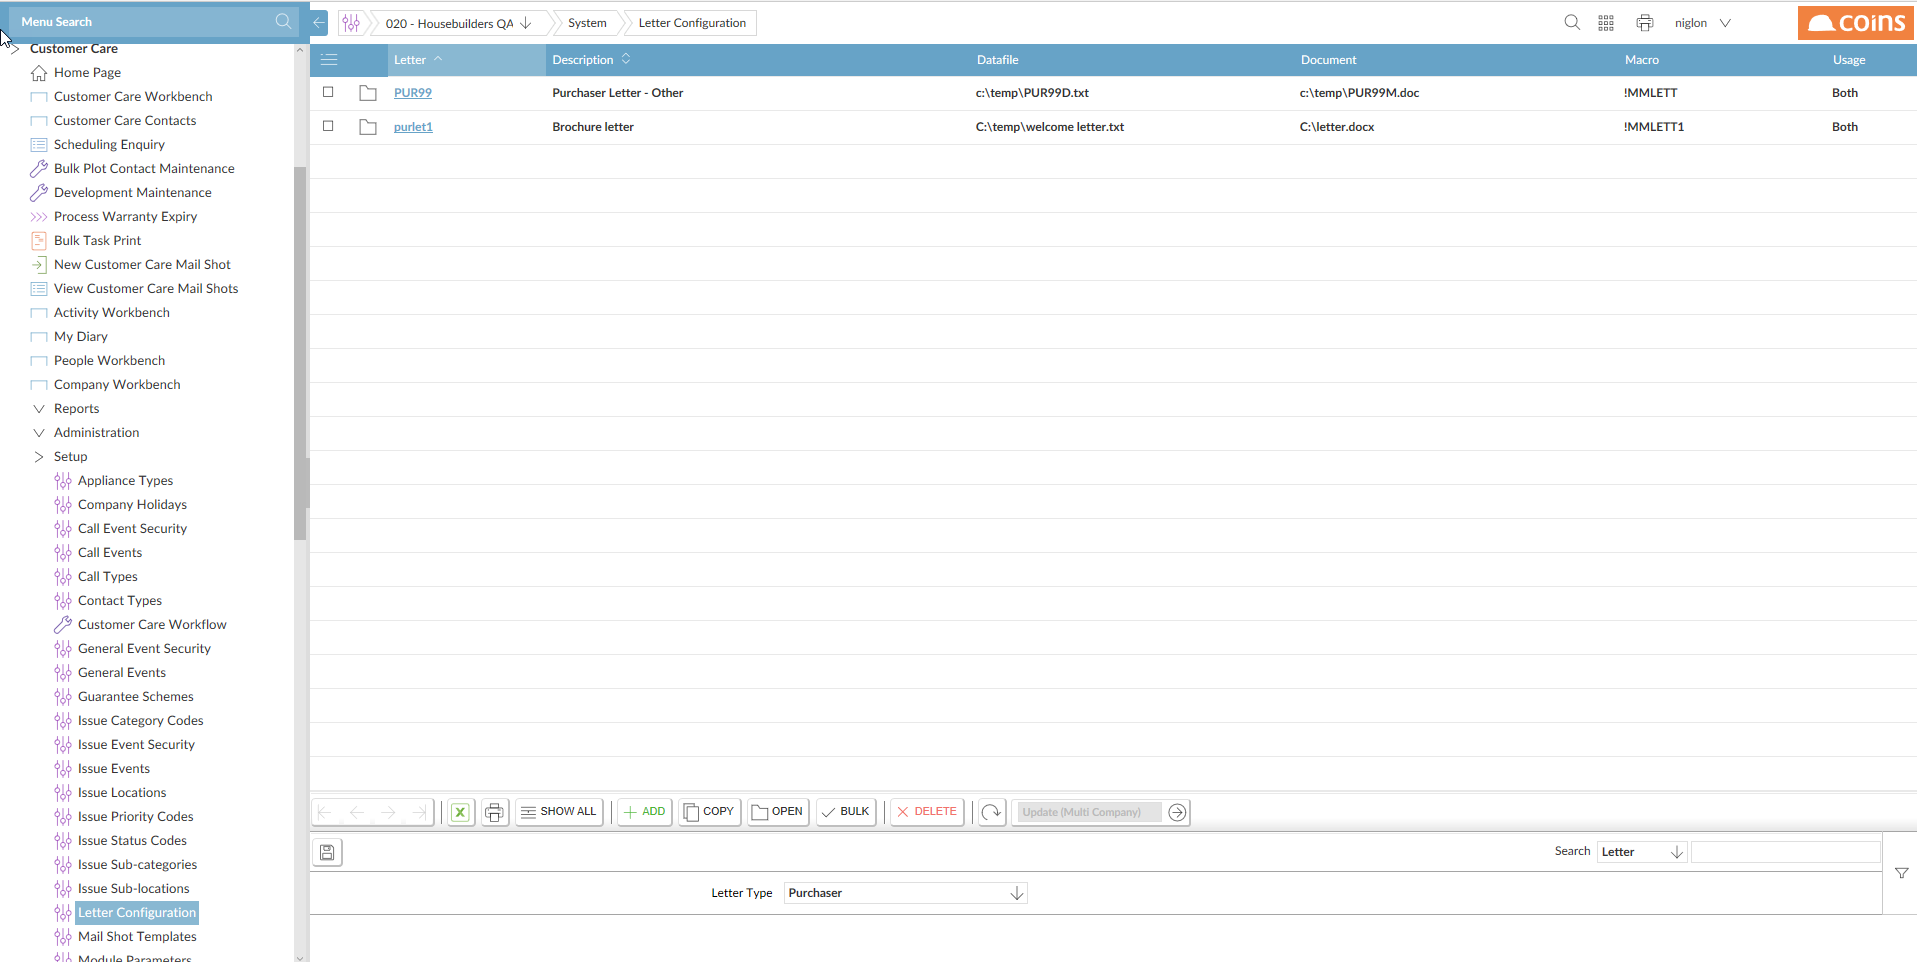 Menu Search
020 - Housebuilders QA
System
Letter Configuration
niglon
coins
Customer Care
Home Page
Customer Care Workbench
Customer Care Contacts
Scheduling Enquiry
Bulk Plot Contact Maintenance
Development Maintenance
Process Warranty Expiry
Bulk Task Print
New Customer Care Mail Shot
View Customer Care Mail Shots
Activity Workbench
My Diary
People Workbench
Company Workbench
Reports
Administration
Setup
Appliance Types
Company Holidays
Call Event Security
Call Events
Call Types
Contact Types
Customer Care Workflow
General Event Security
General Events
Guarantee Schemes
Issue Category Codes
Issue Event Security
Issue Events
Issue Locations
Issue Priority Codes
Issue Status Codes
Issue Sub-categories
Issue Sub-locations
Letter Configuration
Mail Shot Templates
Module Parameters
Letter Description Datafile Document Macro Usage
PUR99 Purchaser Letter - Other c:\temp\PUR99D.txt c:\temp\PUR99M.doc !MMLETT Both
purlet1 Brochure letter C:\temp\welcome letter.txt C:\letter.docx !MMLETT1 Both
SHOW ALL ADD COPY OPEN BULK DELETE Update (Multi Company)
Search Letter
Letter Type Purchaser